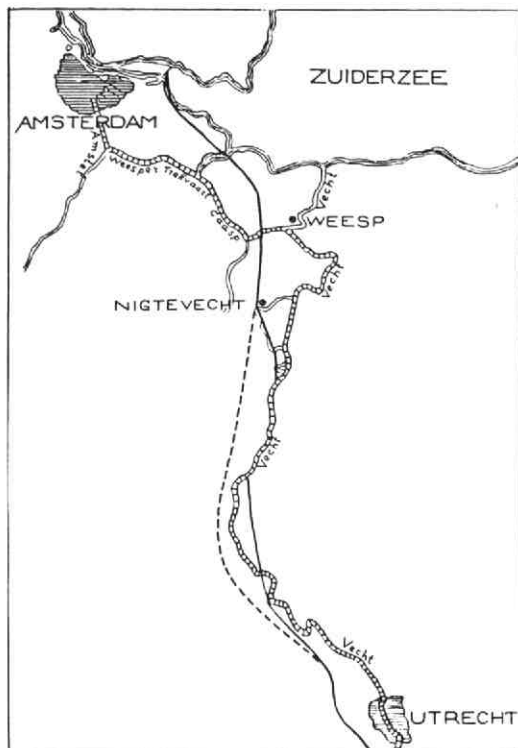 ZUIDERZEE
AMSTERDAM
Amstel
Weesper Trekvaart
Gaasp
Vecht
WEESP
Vecht
NIGTEVECHT
Vecht
Vecht
UTRECHT